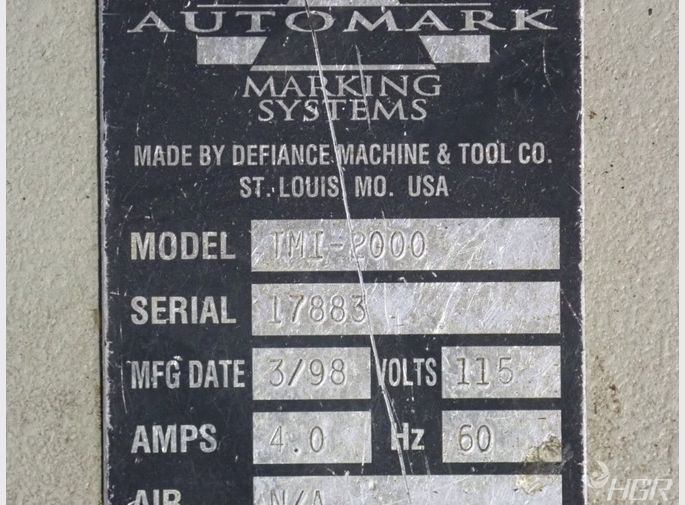 AUTOMARK
MARKING
SYSTEMS
MADE BY DEFIANCE MACHINE & TOOL CO.
ST. LOUIS, MO. USA
MODEL TMI-2000
SERIAL 17883
MFG DATE 3/98 VOLTS 115
AMPS 4.0 Hz 60
AIR N/A
HGR